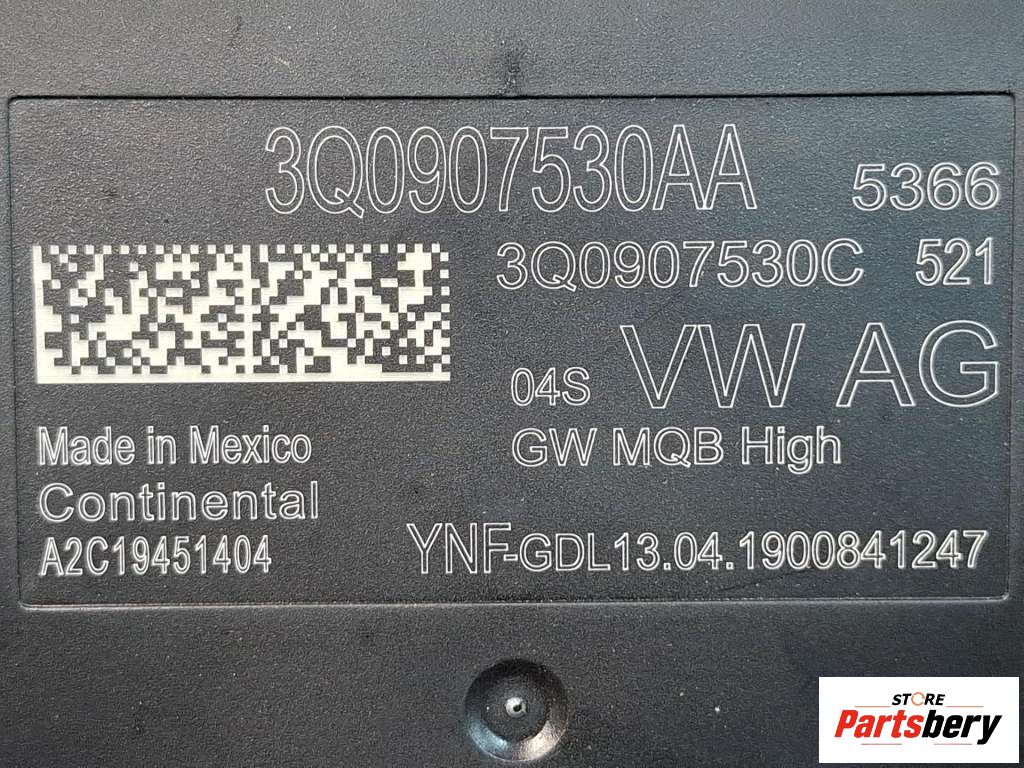 3Q0907530AA 5366
3Q0907530C 521
04S VW AG
Made in Mexico GW MQB High
Continental
A2C19451404 YNF-GDL13.04.1900841247
STORE
Partsbery